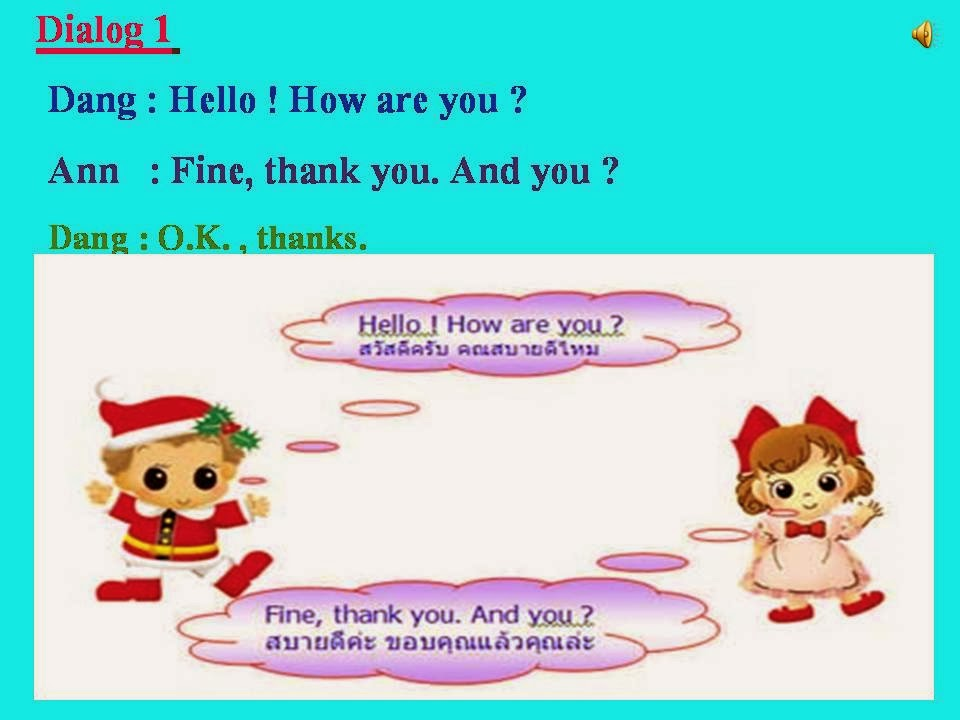 Dialog 1
Dang : Hello ! How are you ?
Ann : Fine, thank you. And you ?
Dang : O.K. , thanks.
Hello ! How are you ?
สวัสดีครับ คุณสบายดีไหม
Fine, thank you. And you ?
สบายดีค่ะ ขอบคุณแล้วคุณล่ะ